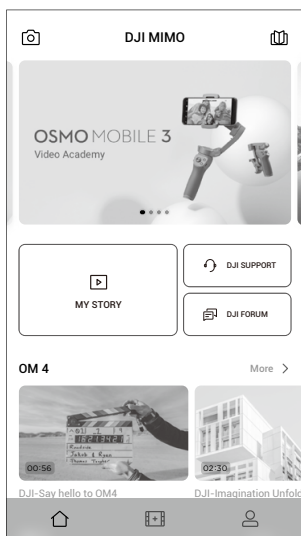 DJI MIMO
OSMO MOBILE 3
Video Academy
MY STORY
DJI SUPPORT
DJI FORUM
OM 4
More
00:56
02:30
DJI-Say hello to OM4
DJI-Imagination Unfold